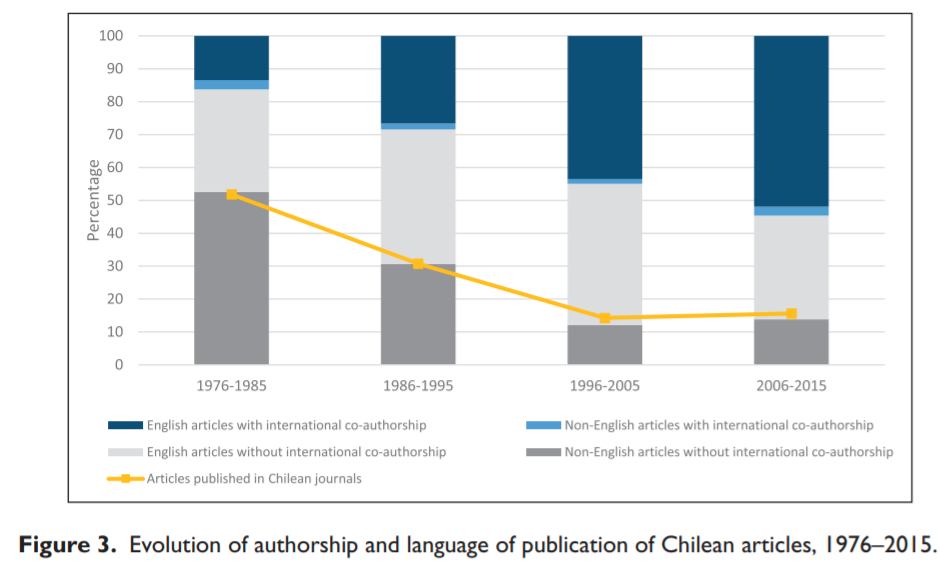 100
90
80
70
60
50
40
30
20
10
0
Percentage
1976-1985 1986-1995 1996-2005 2006-2015
English articles with international co-authorship Non-English articles with international co-authorship
English articles without international co-authorship Non-English articles without international co-authorship
Articles published in Chilean journals
Figure 3. Evolution of authorship and language of publication of Chilean articles, 1976–2015.